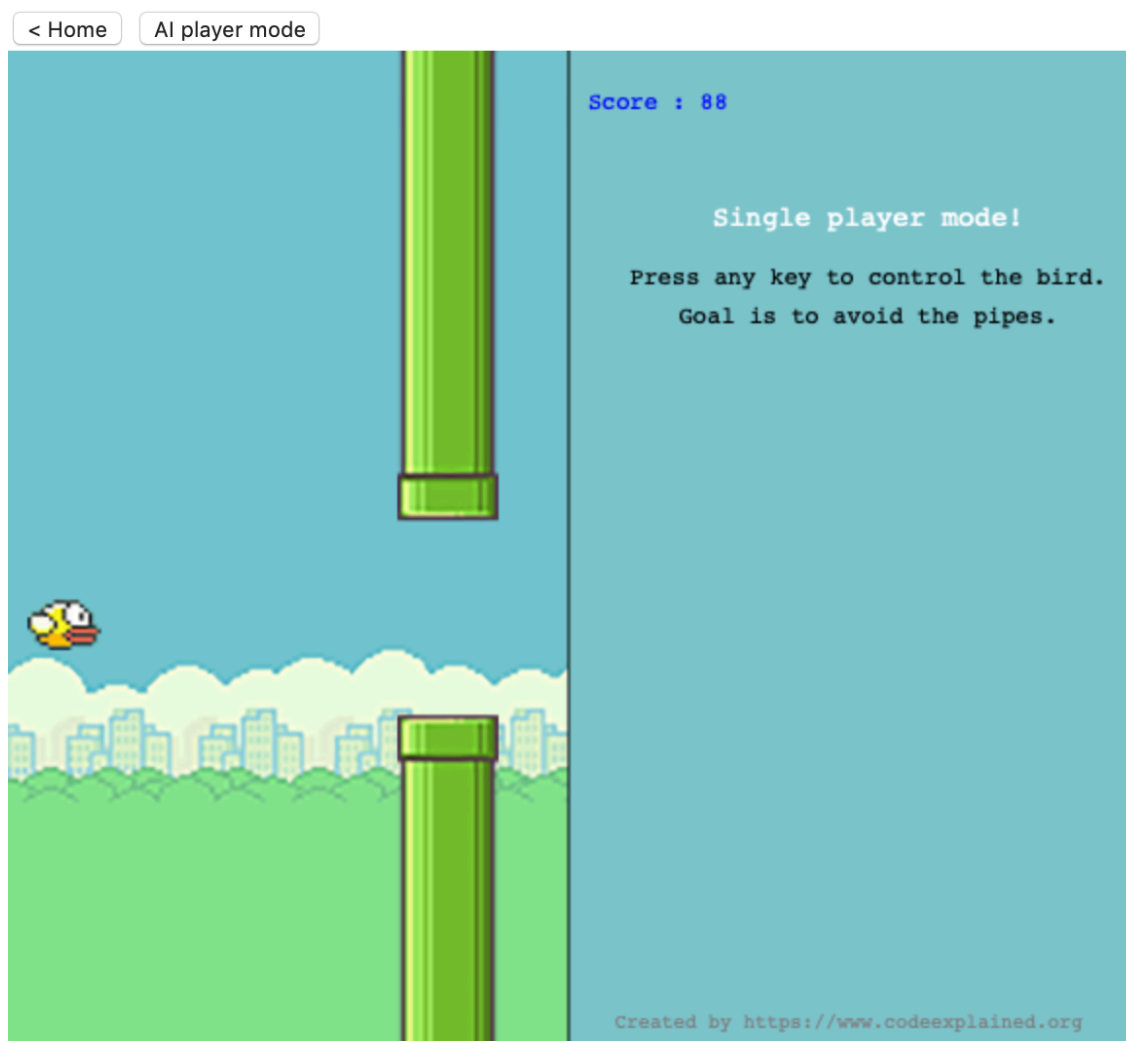 < Home
AI player mode
Score : 88
Single player mode!
Press any key to control the bird.
Goal is to avoid the pipes.
Created by https://www.codeexplained.org